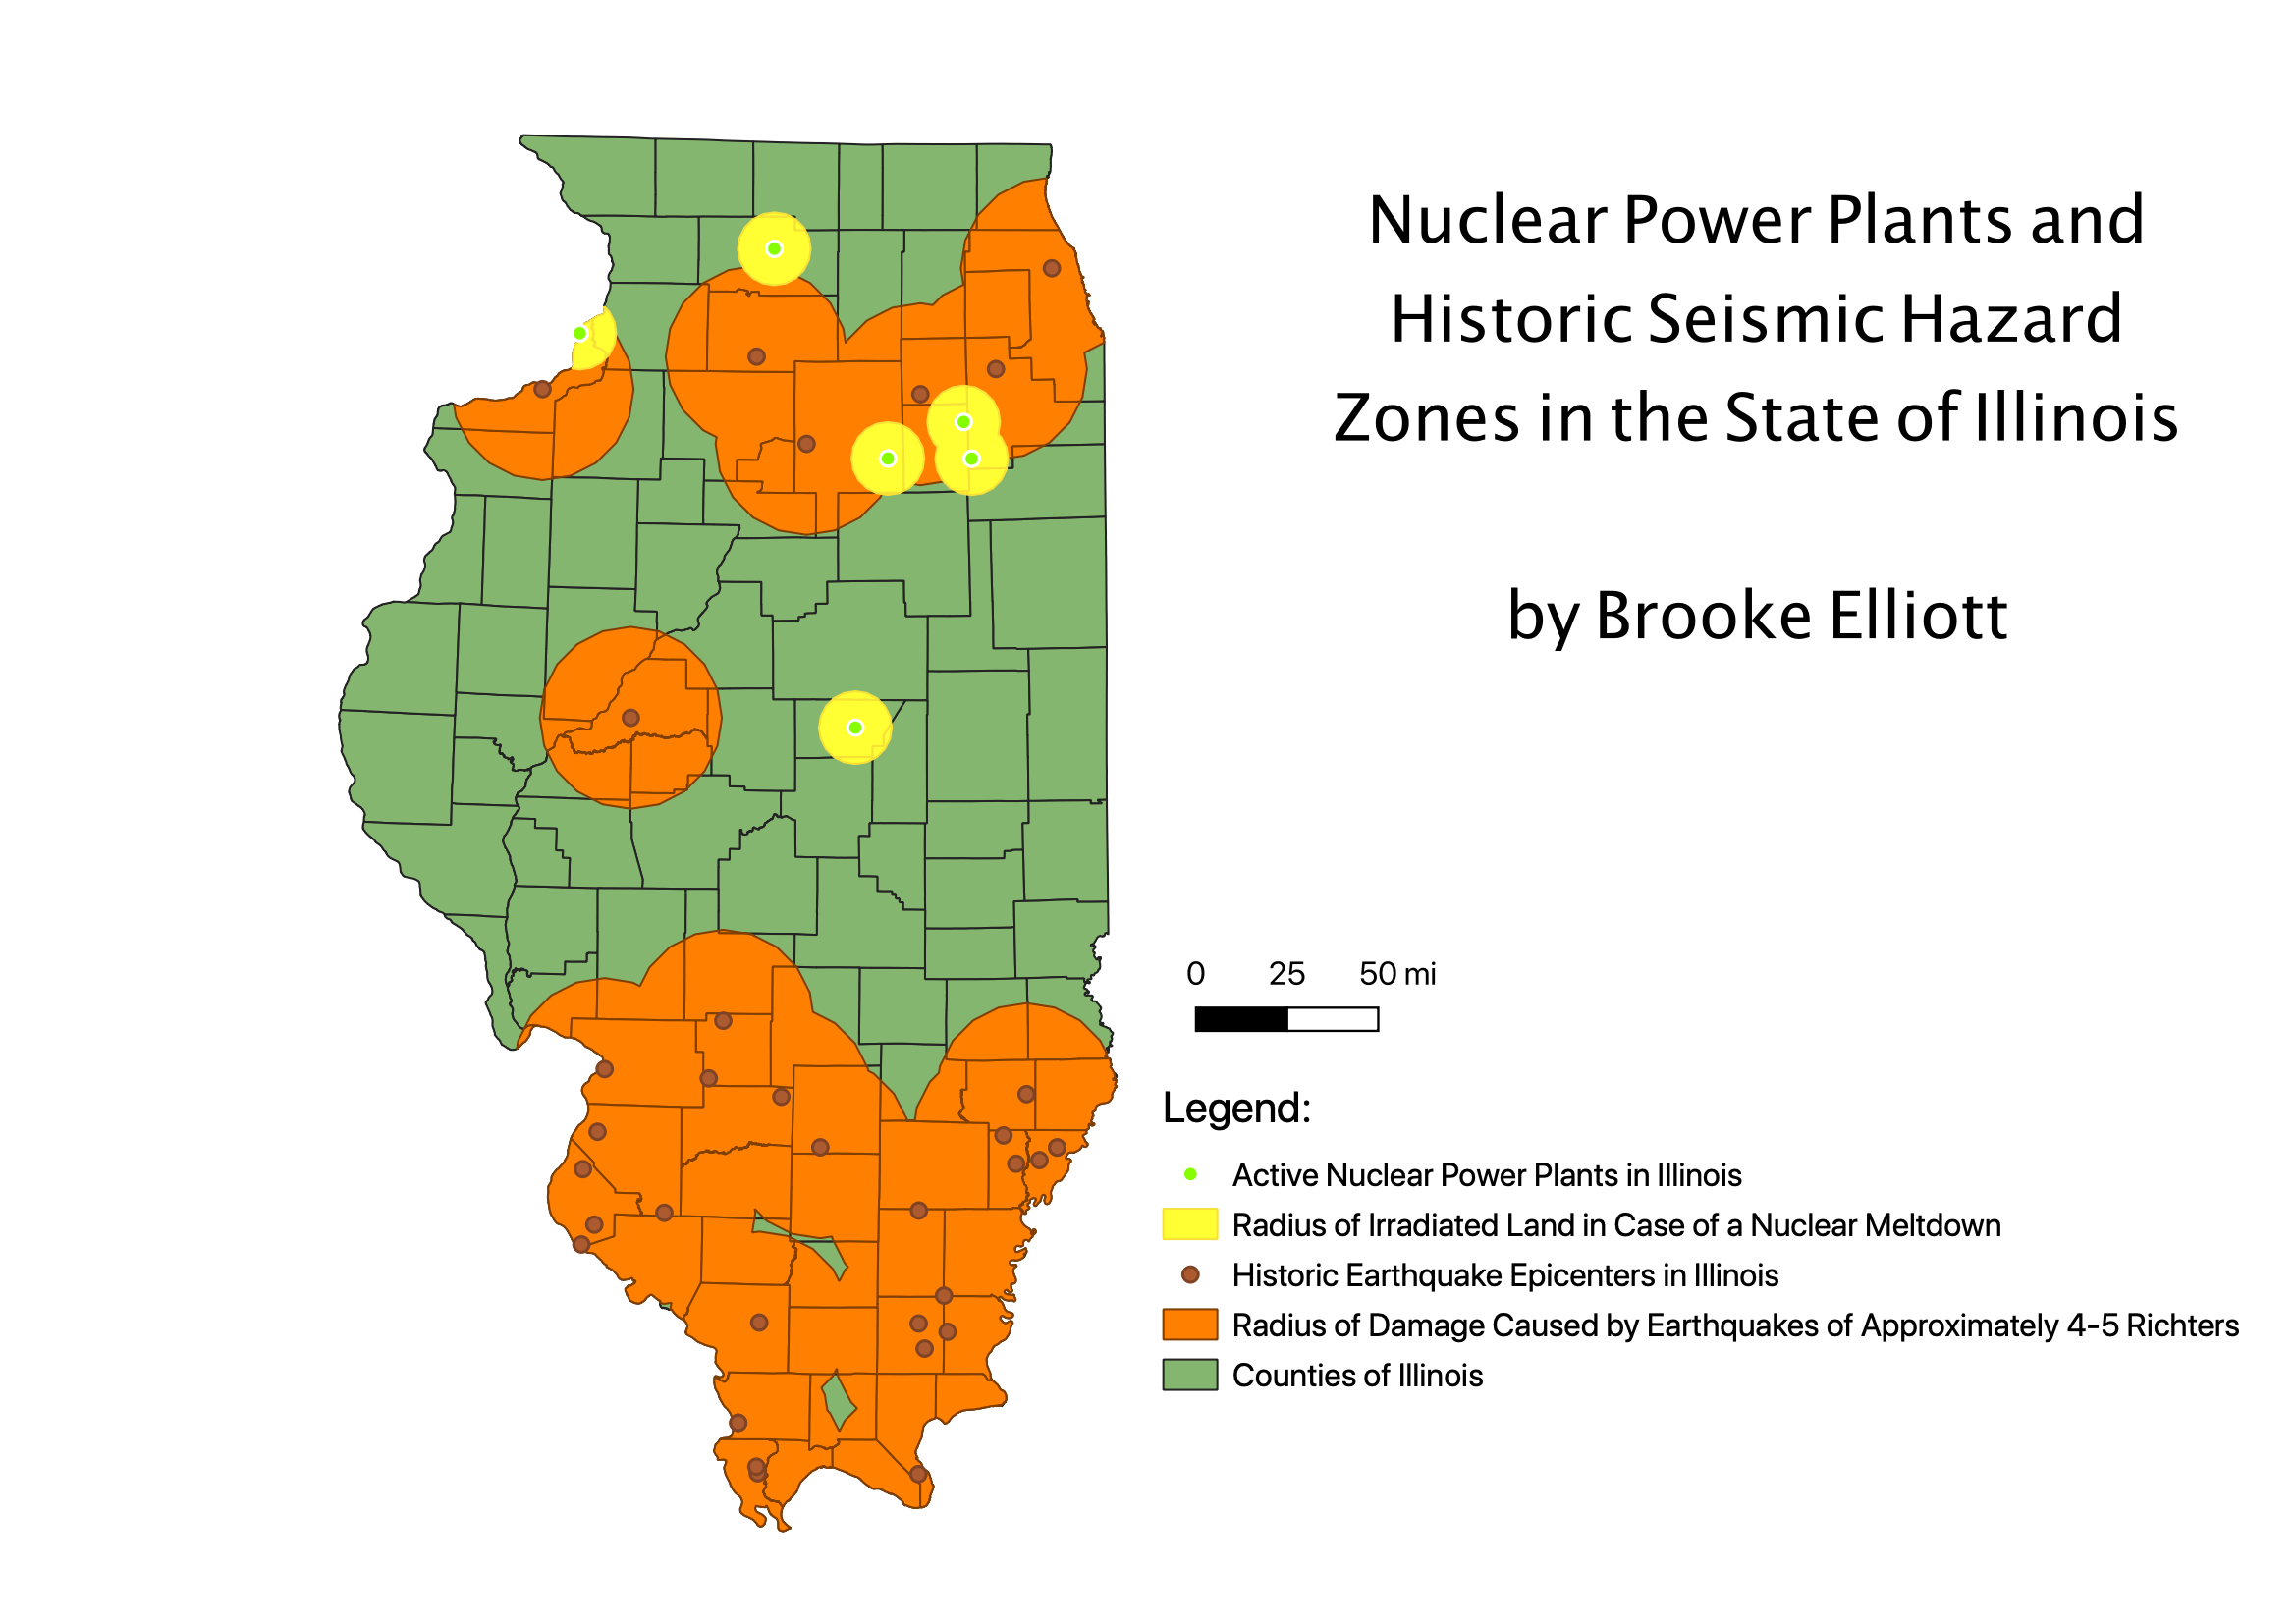 Nuclear Power Plants and
Historic Seismic Hazard
Zones in the State of Illinois
by Brooke Elliott
0 25 50 mi
Legend:
Active Nuclear Power Plants in Illinois
Radius of Irradiated Land in Case of a Nuclear Meltdown
Historic Earthquake Epicenters in Illinois
Radius of Damage Caused by Earthquakes of Approximately 4-5 Richters
Counties of Illinois